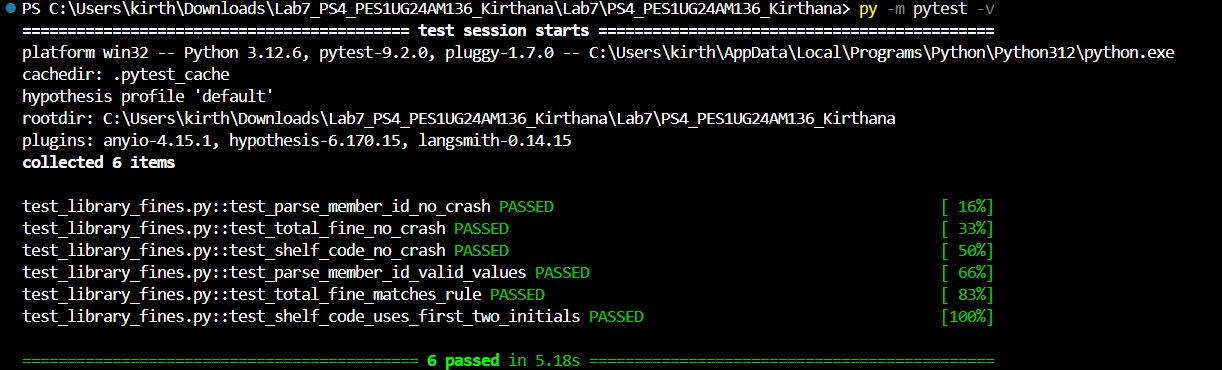 PS C:\Users\kirth\Downloads\Lab7_PS4_PES1UG24AM136_Kirthana\Lab7\PS4_PES1UG24AM136_Kirthana> py -m pytest -v
========================================== test session starts ==========================================
platform win32 -- Python 3.12.6, pytest-9.2.0, pluggy-1.7.0 -- C:\Users\kirth\AppData\Local\Programs\Python\Python312\python.exe
cachedir: .pytest_cache
hypothesis profile 'default'
rootdir: C:\Users\kirth\Downloads\Lab7_PS4_PES1UG24AM136_Kirthana\Lab7\PS4_PES1UG24AM136_Kirthana
plugins: anyio-4.15.1, hypothesis-6.170.15, langsmith-0.14.15
collected 6 items
test_library_fines.py::test_parse_member_id_no_crash PASSED [ 16%]
test_library_fines.py::test_total_fine_no_crash PASSED [ 33%]
test_library_fines.py::test_shelf_code_no_crash PASSED [ 50%]
test_library_fines.py::test_parse_member_id_valid_values PASSED [ 66%]
test_library_fines.py::test_total_fine_matches_rule PASSED [ 83%]
test_library_fines.py::test_shelf_code_uses_first_two_initials PASSED [100%]
=========================================== 6 passed in 5.18s ===========================================